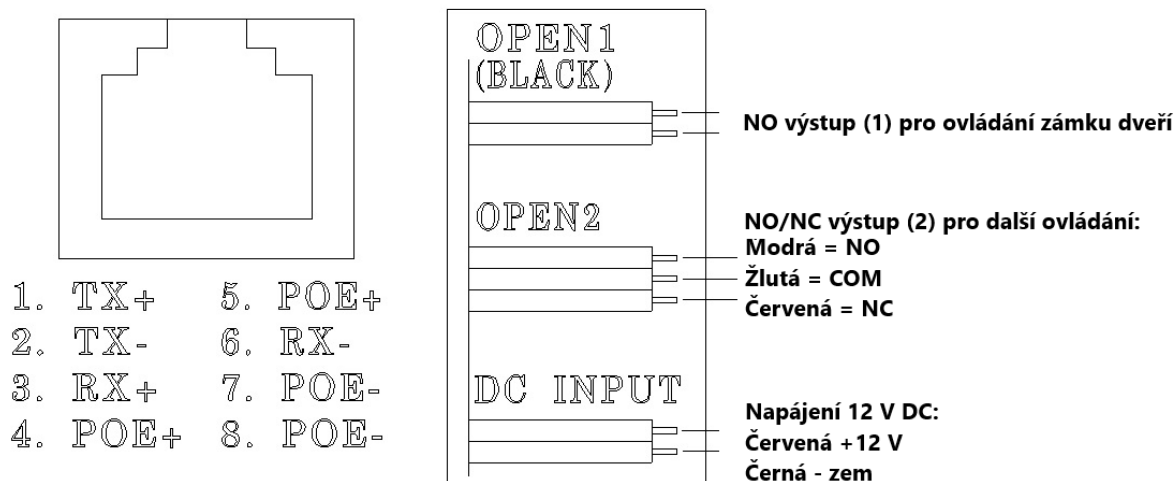 1. TX+ 5. POE+
2. TX- 6. RX-
3. RX+ 7. POE-
4. POE+ 8. POE-
OPEN1
(BLACK)
NO výstup (1) pro ovládání zámku dveří
OPEN2
NO/NC výstup (2) pro další ovládání:
Modrá = NO
Žlutá = COM
Červená = NC
DC INPUT
Napájení 12 V DC:
Červená +12 V
Černá - zem